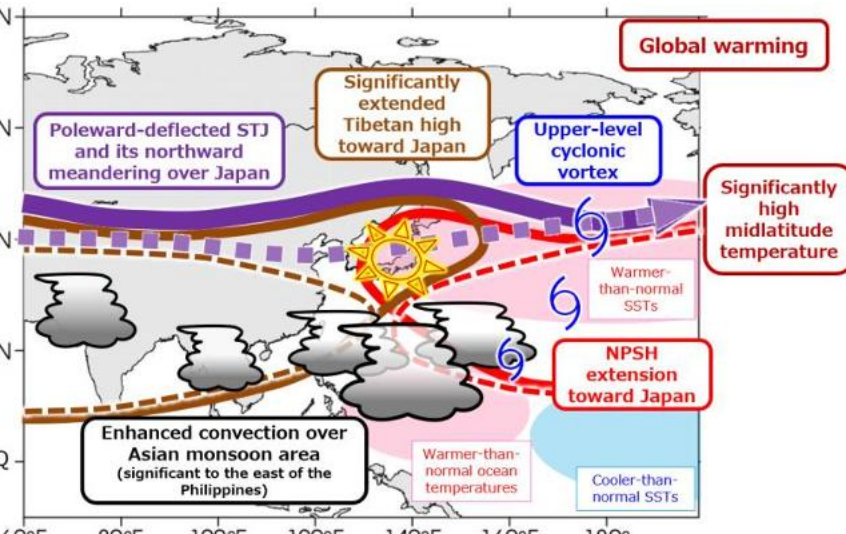 Global warming
Significantly
extended
Tibetan high
toward Japan
Poleward-deflected STJ
and its northward
meandering over Japan
Upper-level
cyclonic
vortex
Significantly
high
midlatitude
temperature
Warmer-
than-normal
SSTs
NPSH
extension
toward Japan
Enhanced convection over
Asian monsoon area
(significant to the east of the
Philippines)
Warmer-than-
normal ocean
temperatures
Cooler-than-
normal SSTs
N
N
N
N
Q